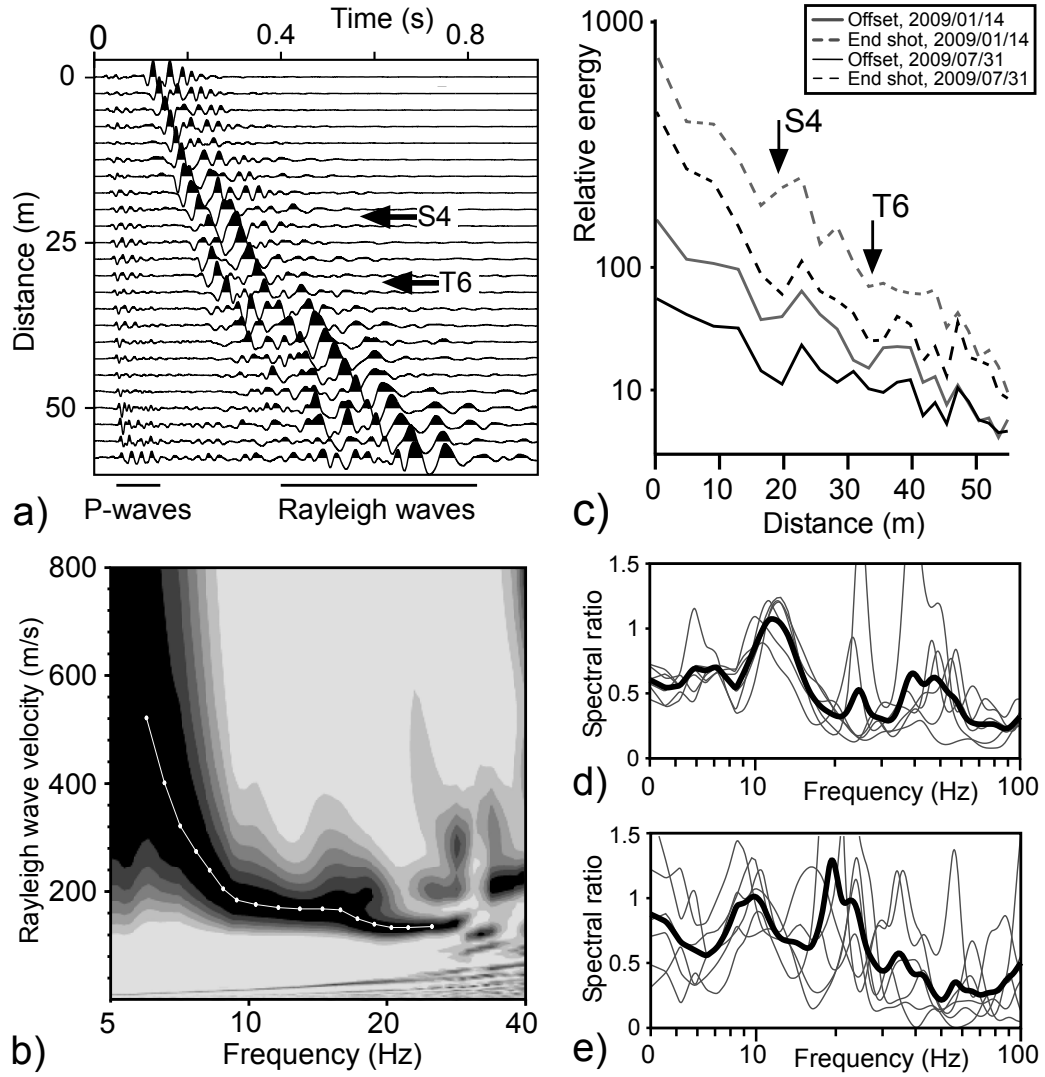 Time (s)
0 0.4 0.8
0
25
50
Distance (m)
S4
T6
P-waves
Rayleigh waves
a)
1000
100
10
Relative energy
Offset, 2009/01/14
End shot, 2009/01/14
Offset, 2009/07/31
End shot, 2009/07/31
S4
T6
0 10 20 30 40 50
Distance (m)
c)
800
600
400
200
Rayleigh wave velocity (m/s)
5 10 20 40
Frequency (Hz)
b)
1.5
1
0.5
0
Spectral ratio
0 10 100
Frequency (Hz)
d)
1.5
1
0.5
0
Spectral ratio
0 10 100
Frequency (Hz)
e)